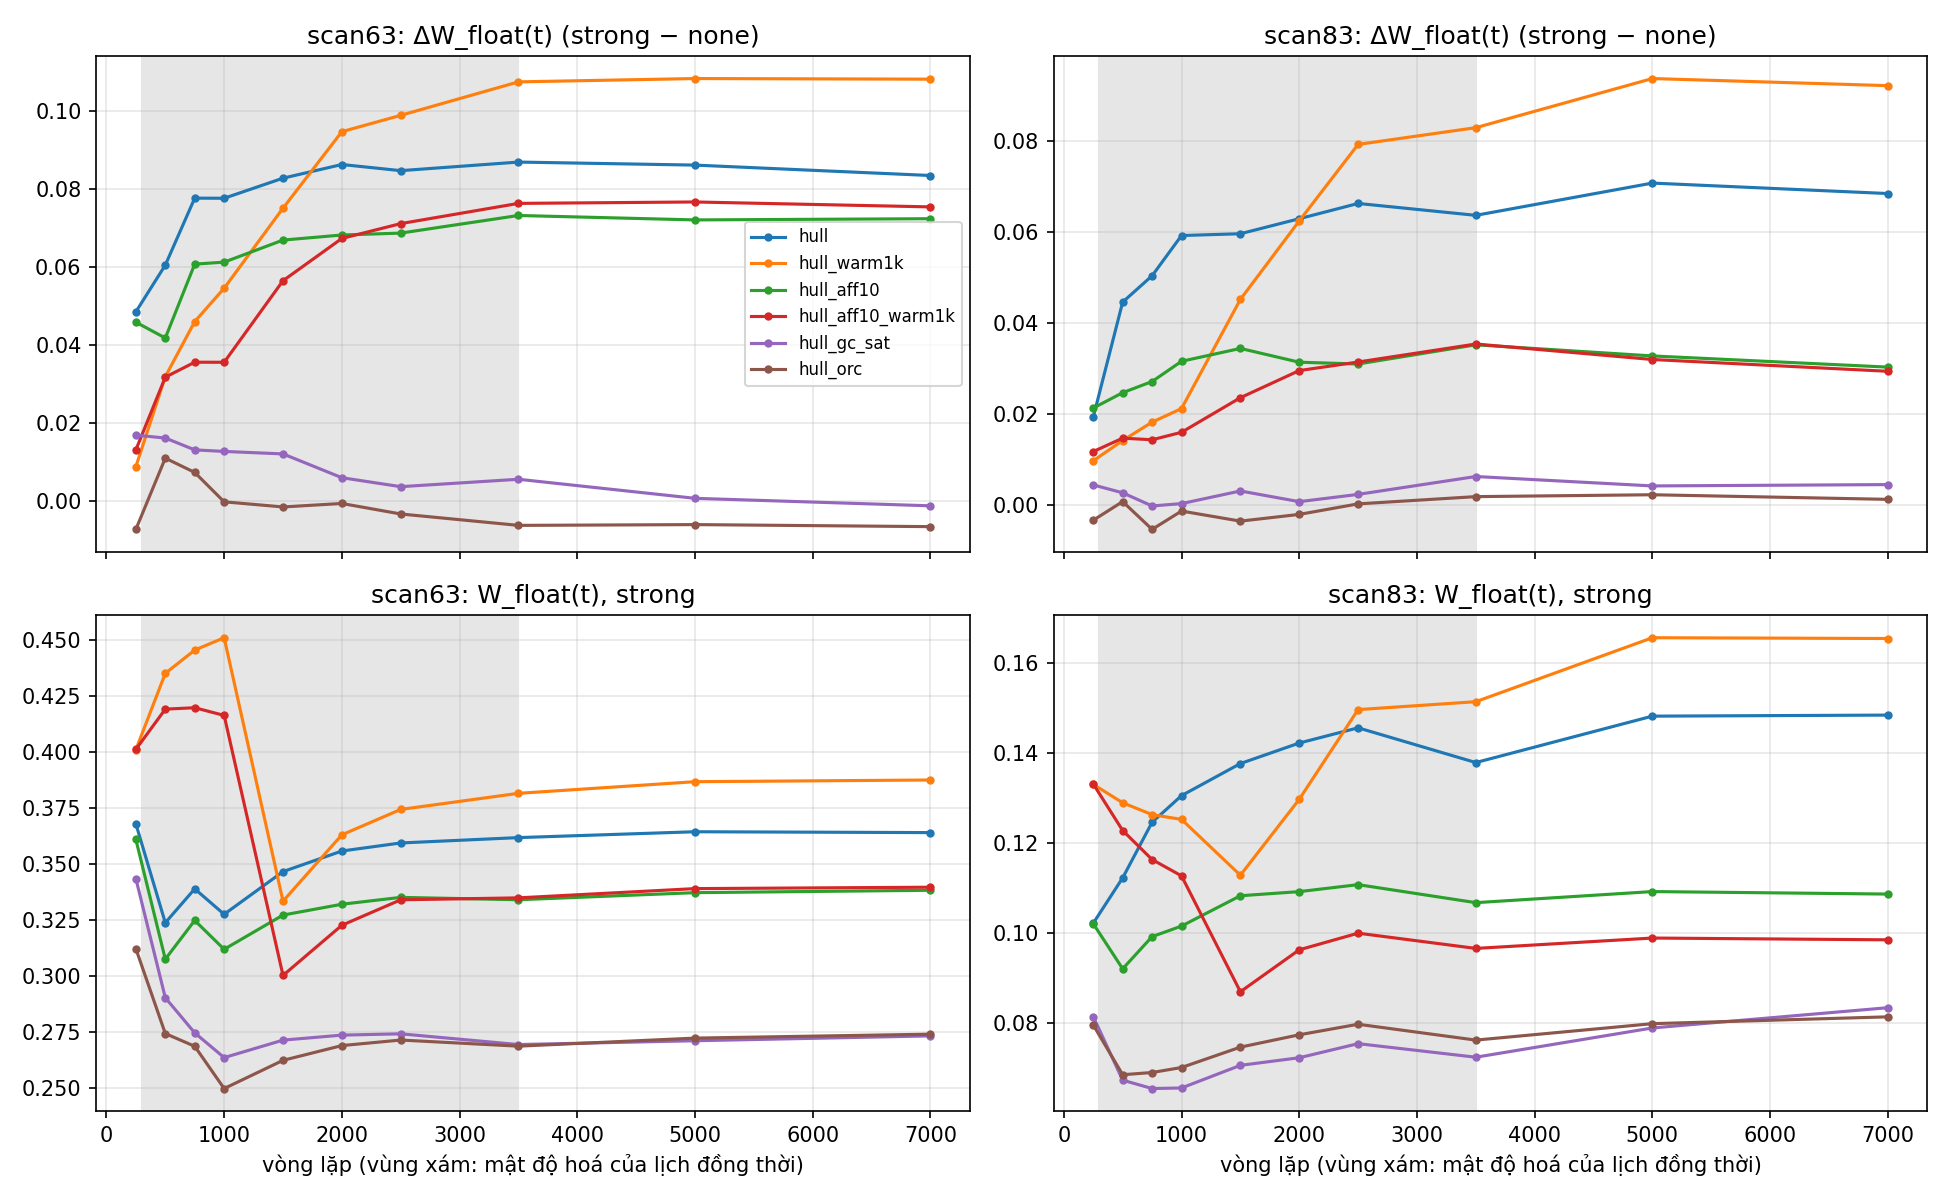 scan63: ΔW_float(t) (strong − none)
0.10
0.08
0.06
0.04
0.02
0.00
hull
hull_warm1k
hull_aff10
hull_aff10_warm1k
hull_gc_sat
hull_orc
scan83: ΔW_float(t) (strong − none)
0.08
0.06
0.04
0.02
0.00
scan63: W_float(t), strong
0.450
0.425
0.400
0.375
0.350
0.325
0.300
0.275
0.250
0 1000 2000 3000 4000 5000 6000 7000
vòng lặp (vùng xám: mật độ hoá của lịch đồng thời)
scan83: W_float(t), strong
0.16
0.14
0.12
0.10
0.08
0 1000 2000 3000 4000 5000 6000 7000
vòng lặp (vùng xám: mật độ hoá của lịch đồng thời)